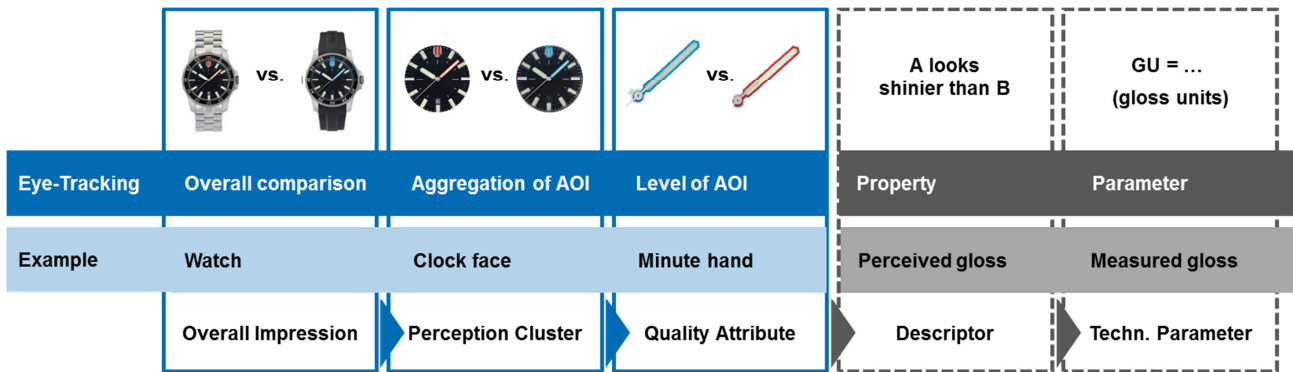 vs.
vs.
vs.
A looks
shinier than B
GU = ...
(gloss units)
Eye-Tracking
Overall comparison
Aggregation of AOI
Level of AOI
Property
Parameter
Example
Watch
Clock face
Minute hand
Perceived gloss
Measured gloss
Overall Impression
Perception Cluster
Quality Attribute
Descriptor
Techn. Parameter